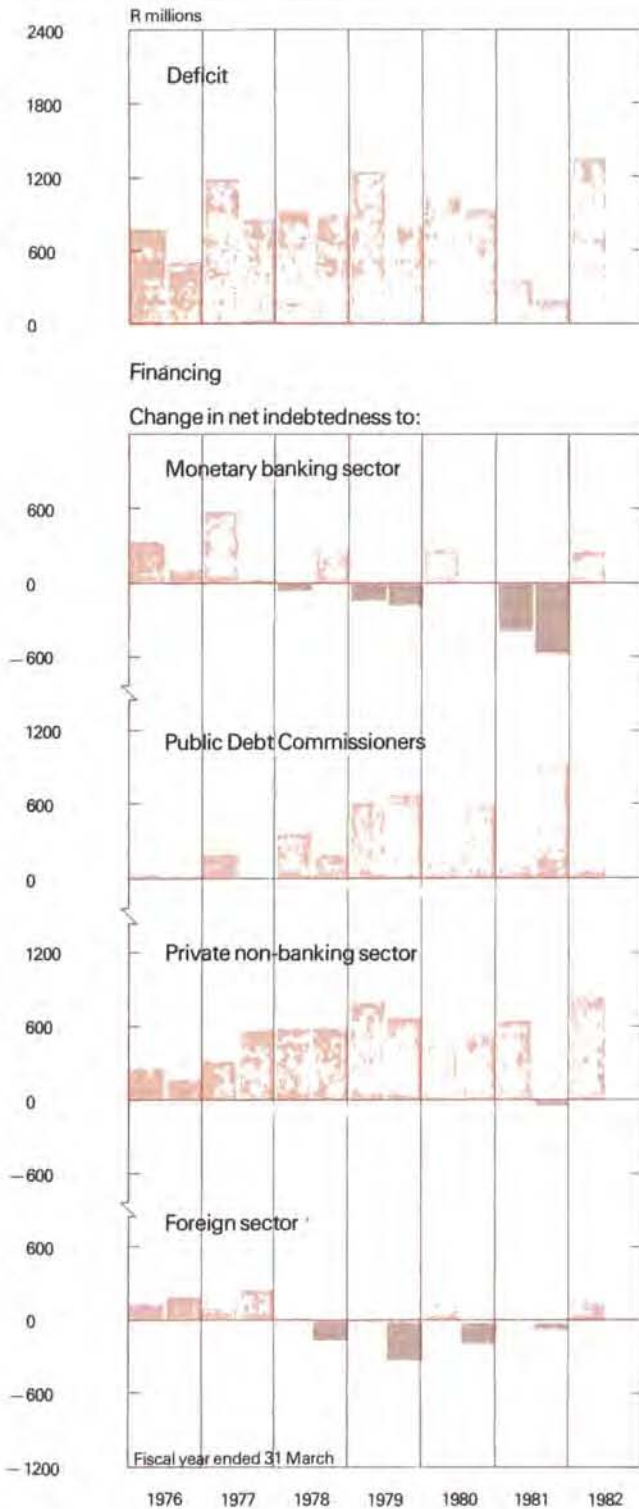 R millions
2400
Deficit
1800
1200
600
0
Financing
Change in net indebtedness to:
Monetary banking sector
600
0
−600
1200
Public Debt Commissioners
600
0
1200
Private non-banking sector
600
0
−600
Foreign sector
600
0
−600
Fiscal year ended 31 March
−1200
1976 1977 1978 1979 1980 1981 1982